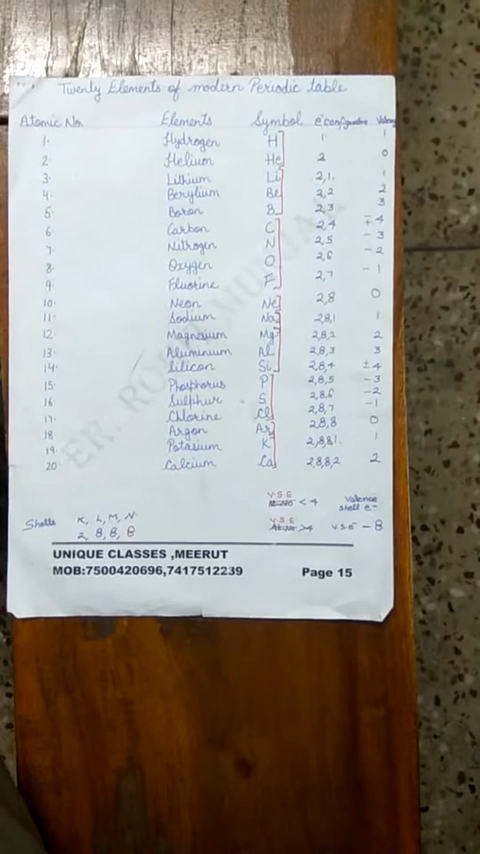 Twenty Elements of modern Periodic table
Atomic No. Elements Symbol e⁻configuration Valency
1. Hydrogen H 1 1
2. Helium He 2 0
3. Lithium Li 2,1. 1
4. Berylium Be 2,2 2
5. Boron B 2,3 3
6. Carbon C 2,4 ±4
7. Nitrogen N 2,5 -3
8. Oxygen O 2,6 -2
9. Fluorine F 2,7 -1
10. Neon Ne 2,8 0
11. Sodium Na 2,8,1 1
12. Magnesium Mg 2,8,2 2
13. Aluminium Al 2,8,3 3
14. Silicon Si 2,8,4 ±4
15. Phosphorus P 2,8,5 -3
16. Sulphur S 2,8,6 -2
17. Chlorine Cl 2,8,7 -1
18. Argon Ar 2,8,8 0
19. Potasium K 2,8,8,1. 1
20. Calcium Ca 2,8,8,2 2
V.S.E < 4 Valence shell e-
Shells K, L, M, N
2, 8, 8, 8
V.S.E >4 V.S.E - 8
UNIQUE CLASSES ,MEERUT
MOB:7500420696,7417512239 Page 15